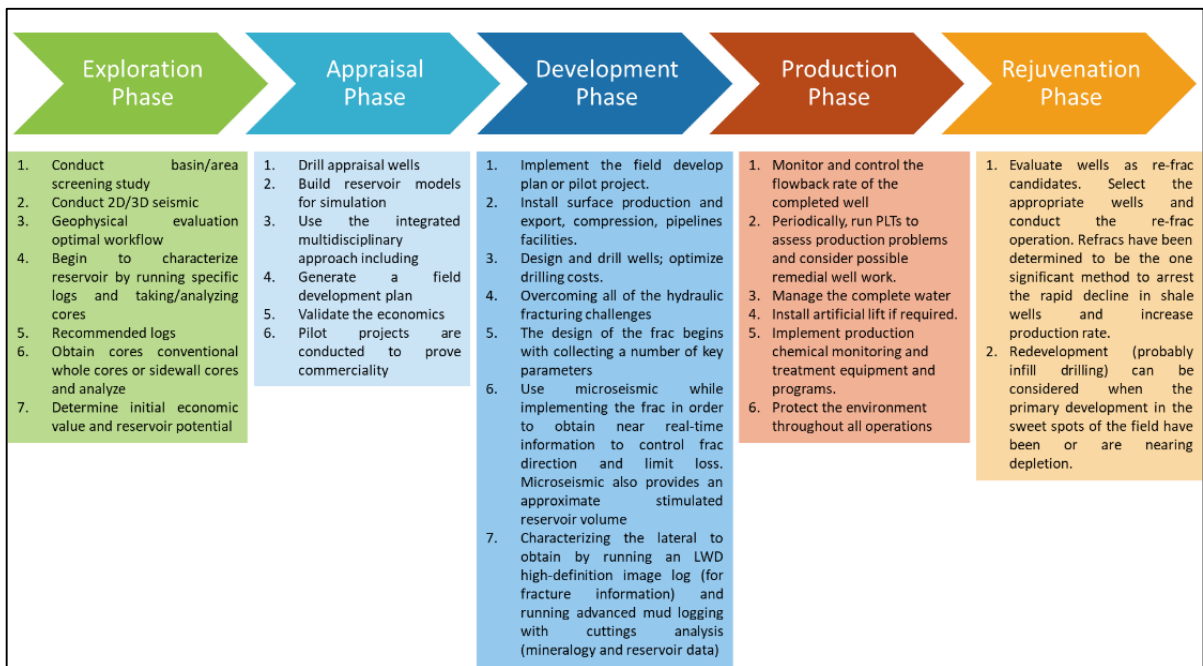 Exploration
Phase
Appraisal
Phase
Development
Phase
Production
Phase
Rejuvenation
Phase
1. Conduct basin/area
screening study
2. Conduct 2D/3D seismic
3. Geophysical evaluation
optimal workflow
4. Begin to characterize
reservoir by running specific
logs and taking/analyzing
cores
5. Recommended logs
6. Obtain cores conventional
whole cores or sidewall cores
and analyze
7. Determine initial economic
value and reservoir potential
1. Drill appraisal wells
2. Build reservoir models
for simulation
3. Use the integrated
multidisciplinary
approach including
4. Generate a field
development plan
5. Validate the economics
6. Pilot projects are
conducted to prove
commerciality
1. Implement the field develop
plan or pilot project.
2. Install surface production and
export, compression, pipelines
facilities.
3. Design and drill wells; optimize
drilling costs.
4. Overcoming all of the hydraulic
fracturing challenges
5. The design of the frac begins
with collecting a number of key
parameters
6. Use microseismic while
implementing the frac in order
to obtain near real-time
information to control frac
direction and limit loss.
Microseismic also provides an
approximate stimulated
reservoir volume
7. Characterizing the lateral to
obtain by running an LWD
high-definition image log (for
fracture information) and
running advanced mud logging
with cuttings analysis
(mineralogy and reservoir data)
1. Monitor and control the
flowback rate of the
completed well
2. Periodically, run PLTs to
assess production problems
and consider possible
remedial well work.
3. Manage the complete water
4. Install artificial lift if required.
5. Implement production
chemical monitoring and
treatment equipment and
programs.
6. Protect the environment
throughout all operations
1. Evaluate wells as re-frac
candidates. Select the
appropriate wells and
conduct the re-frac
operation. Refracs have been
determined to be the one
significant method to arrest
the rapid decline in shale
wells and increase
production rate.
2. Redevelopment (probably
infill drilling) can be
considered when the
primary development in the
sweet spots of the field have
been or are nearing
depletion.